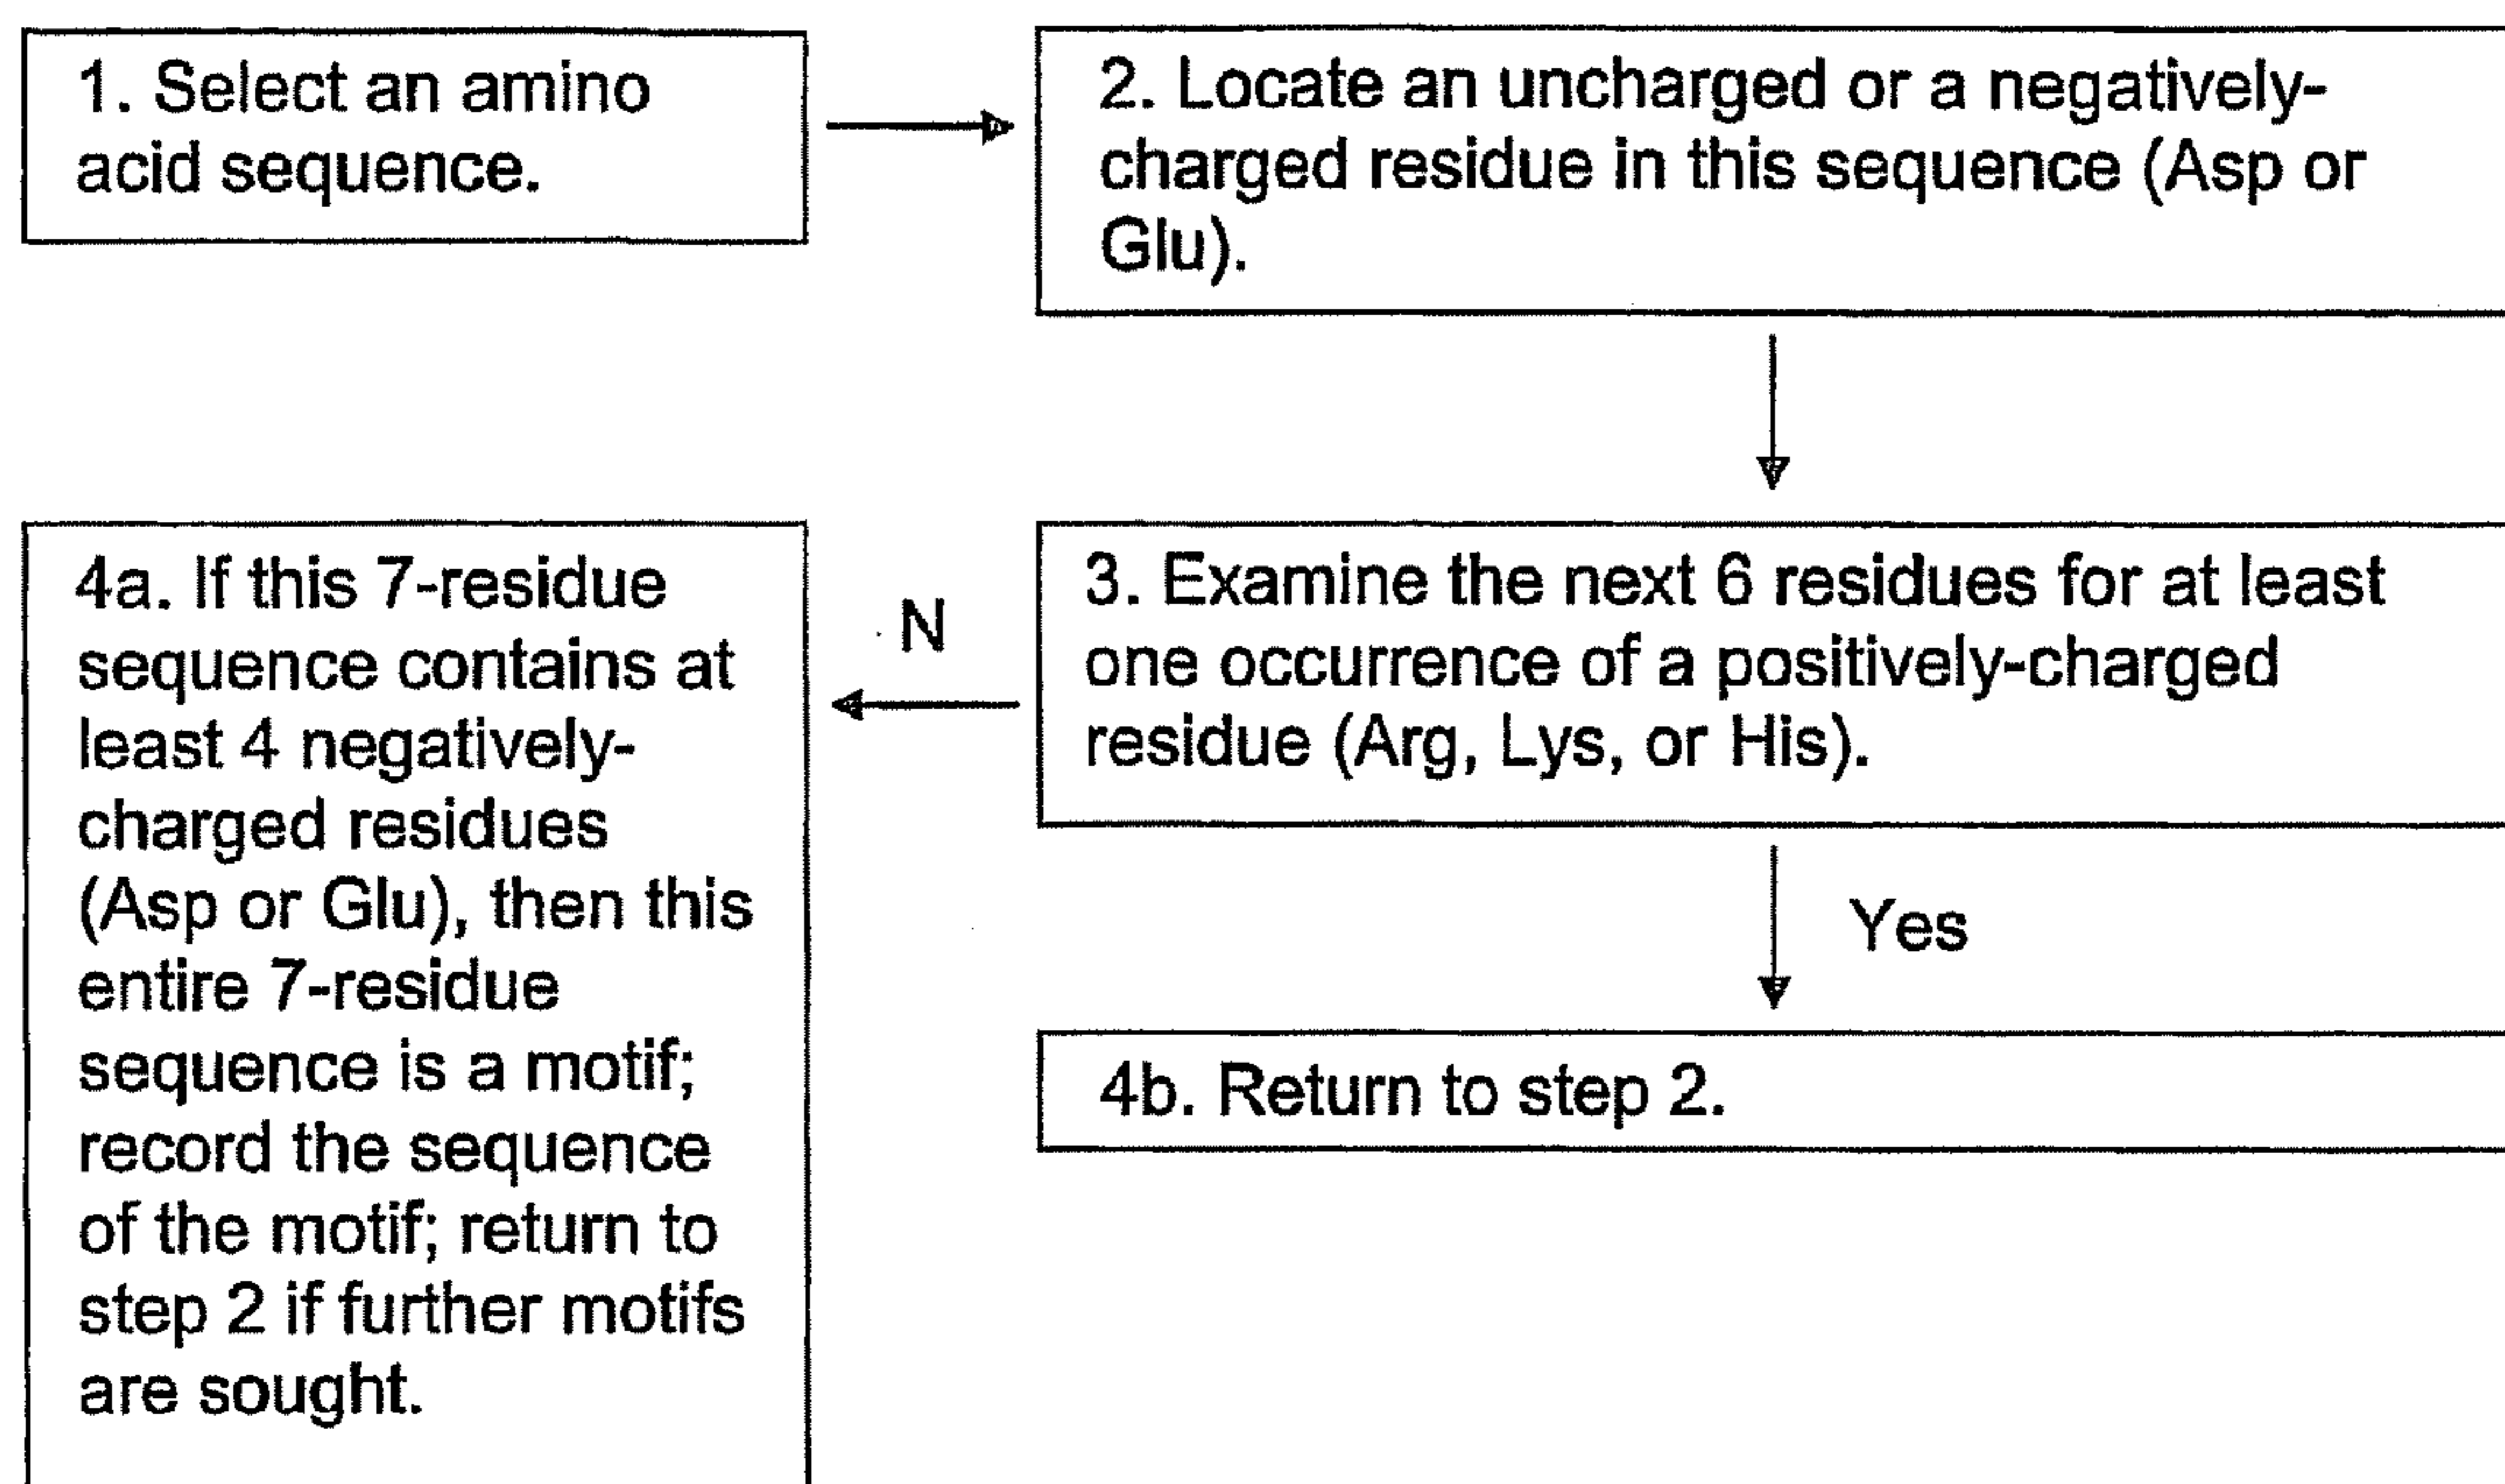 1. Select an amino
acid sequence.
2. Locate an uncharged or a negatively-
charged residue in this sequence (Asp or
Glu).
3. Examine the next 6 residues for at least
one occurrence of a positively-charged
residue (Arg, Lys, or His).
N
4a. If this 7-residue
sequence contains at
least 4 negatively-
charged residues
(Asp or Glu), then this
entire 7-residue
sequence is a motif;
record the sequence
of the motif; return to
step 2 if further motifs
are sought.
Yes
4b. Return to step 2.